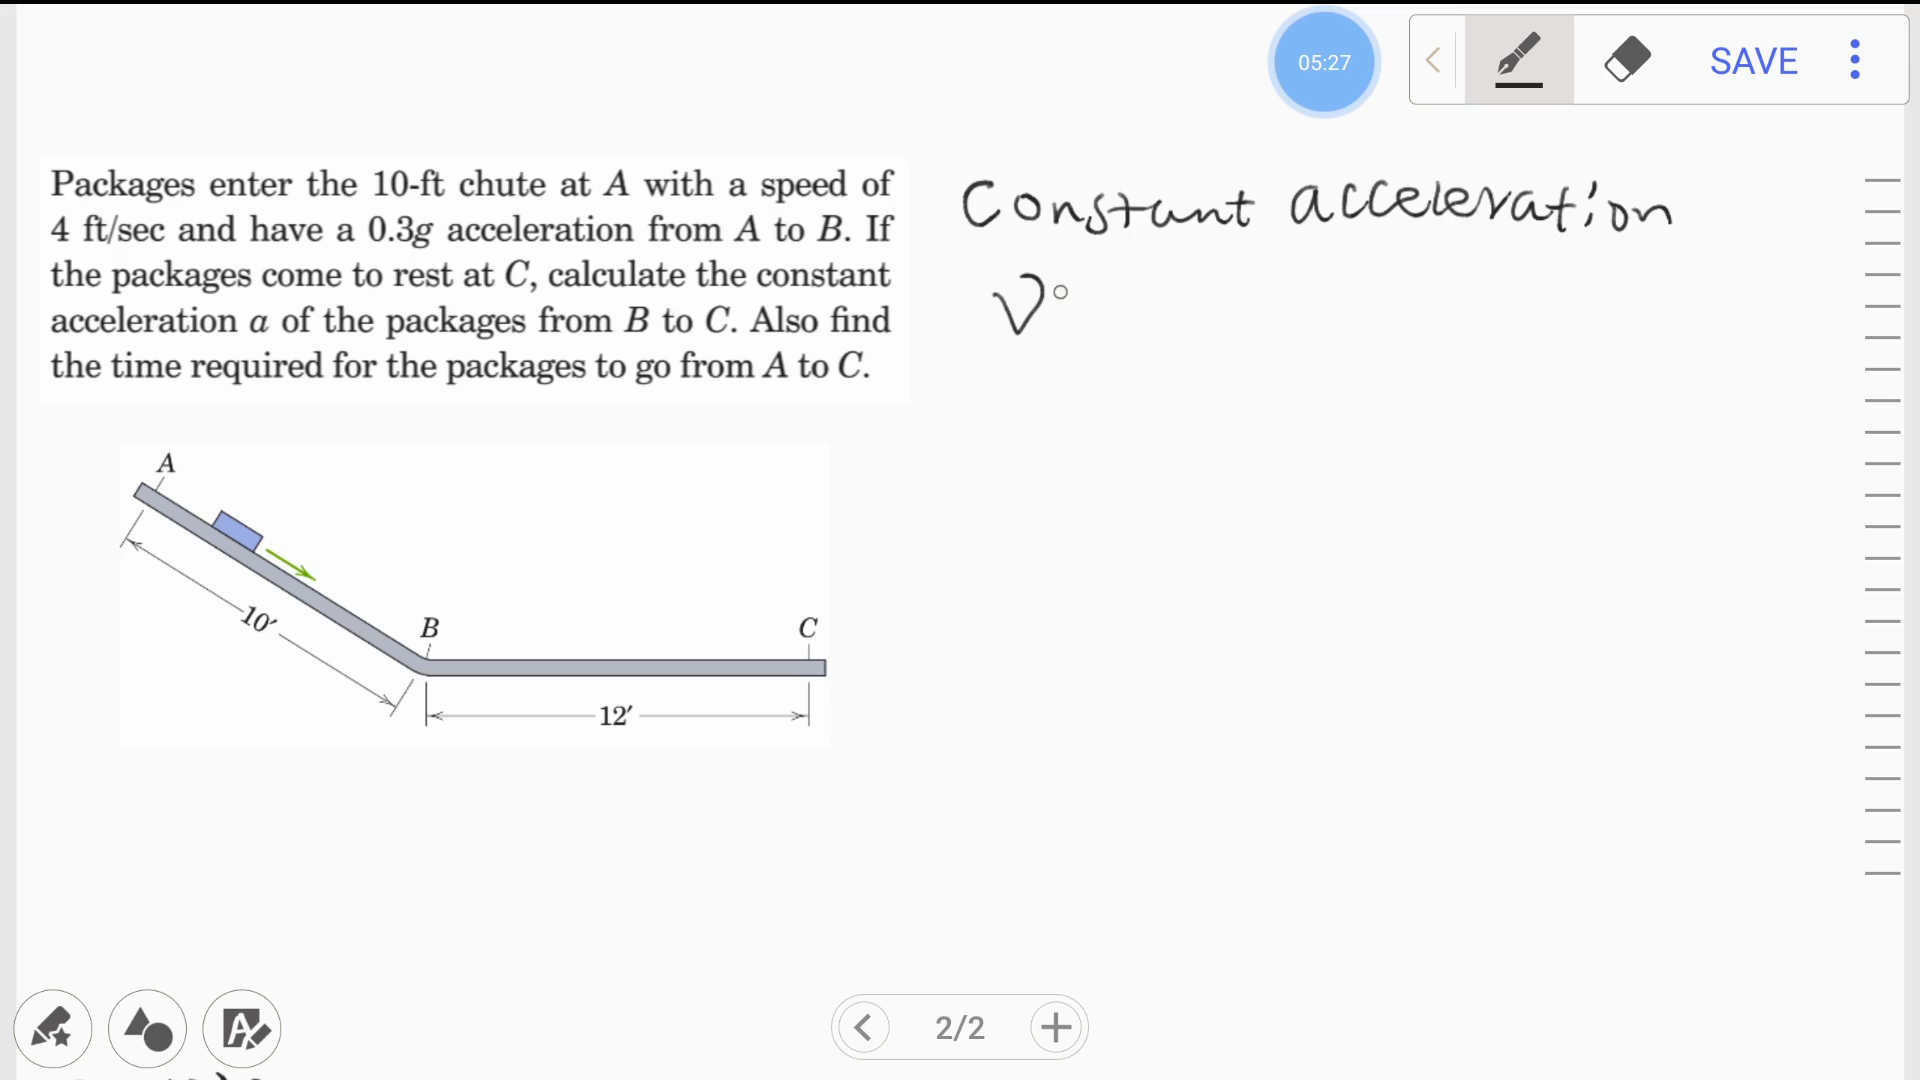 05:27
SAVE
Packages enter the 10-ft chute at A with a speed of
4 ft/sec and have a 0.3g acceleration from A to B. If
the packages come to rest at C, calculate the constant
acceleration a of the packages from B to C. Also find
the time required for the packages to go from A to C.
Constant acceleration
V
A
10′
B
C
12′
2/2